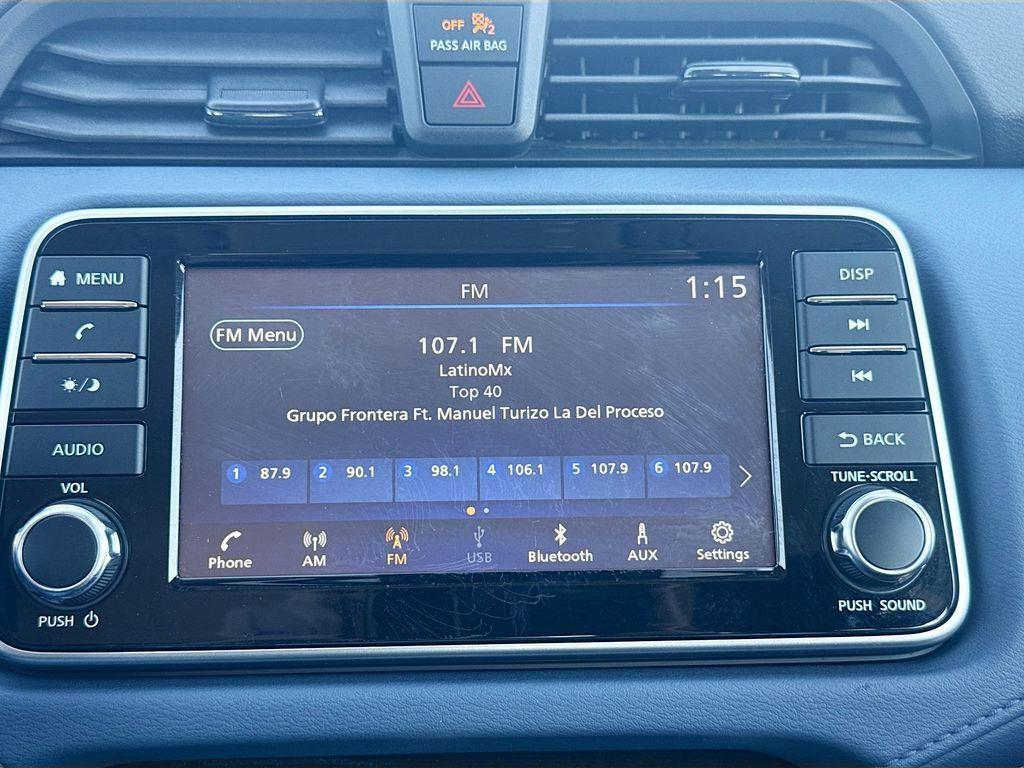 OFF 2
PASS AIR BAG
MENU
AUDIO
VOL
PUSH
FM
1:15
FM Menu
107.1 FM
LatinoMx
Top 40
Grupo Frontera Ft. Manuel Turizo La Del Proceso
1 87.9 2 90.1 3 98.1 4 106.1 5 107.9 6 107.9
Phone AM FM USB Bluetooth AUX Settings
DISP
BACK
TUNE·SCROLL
PUSH SOUND